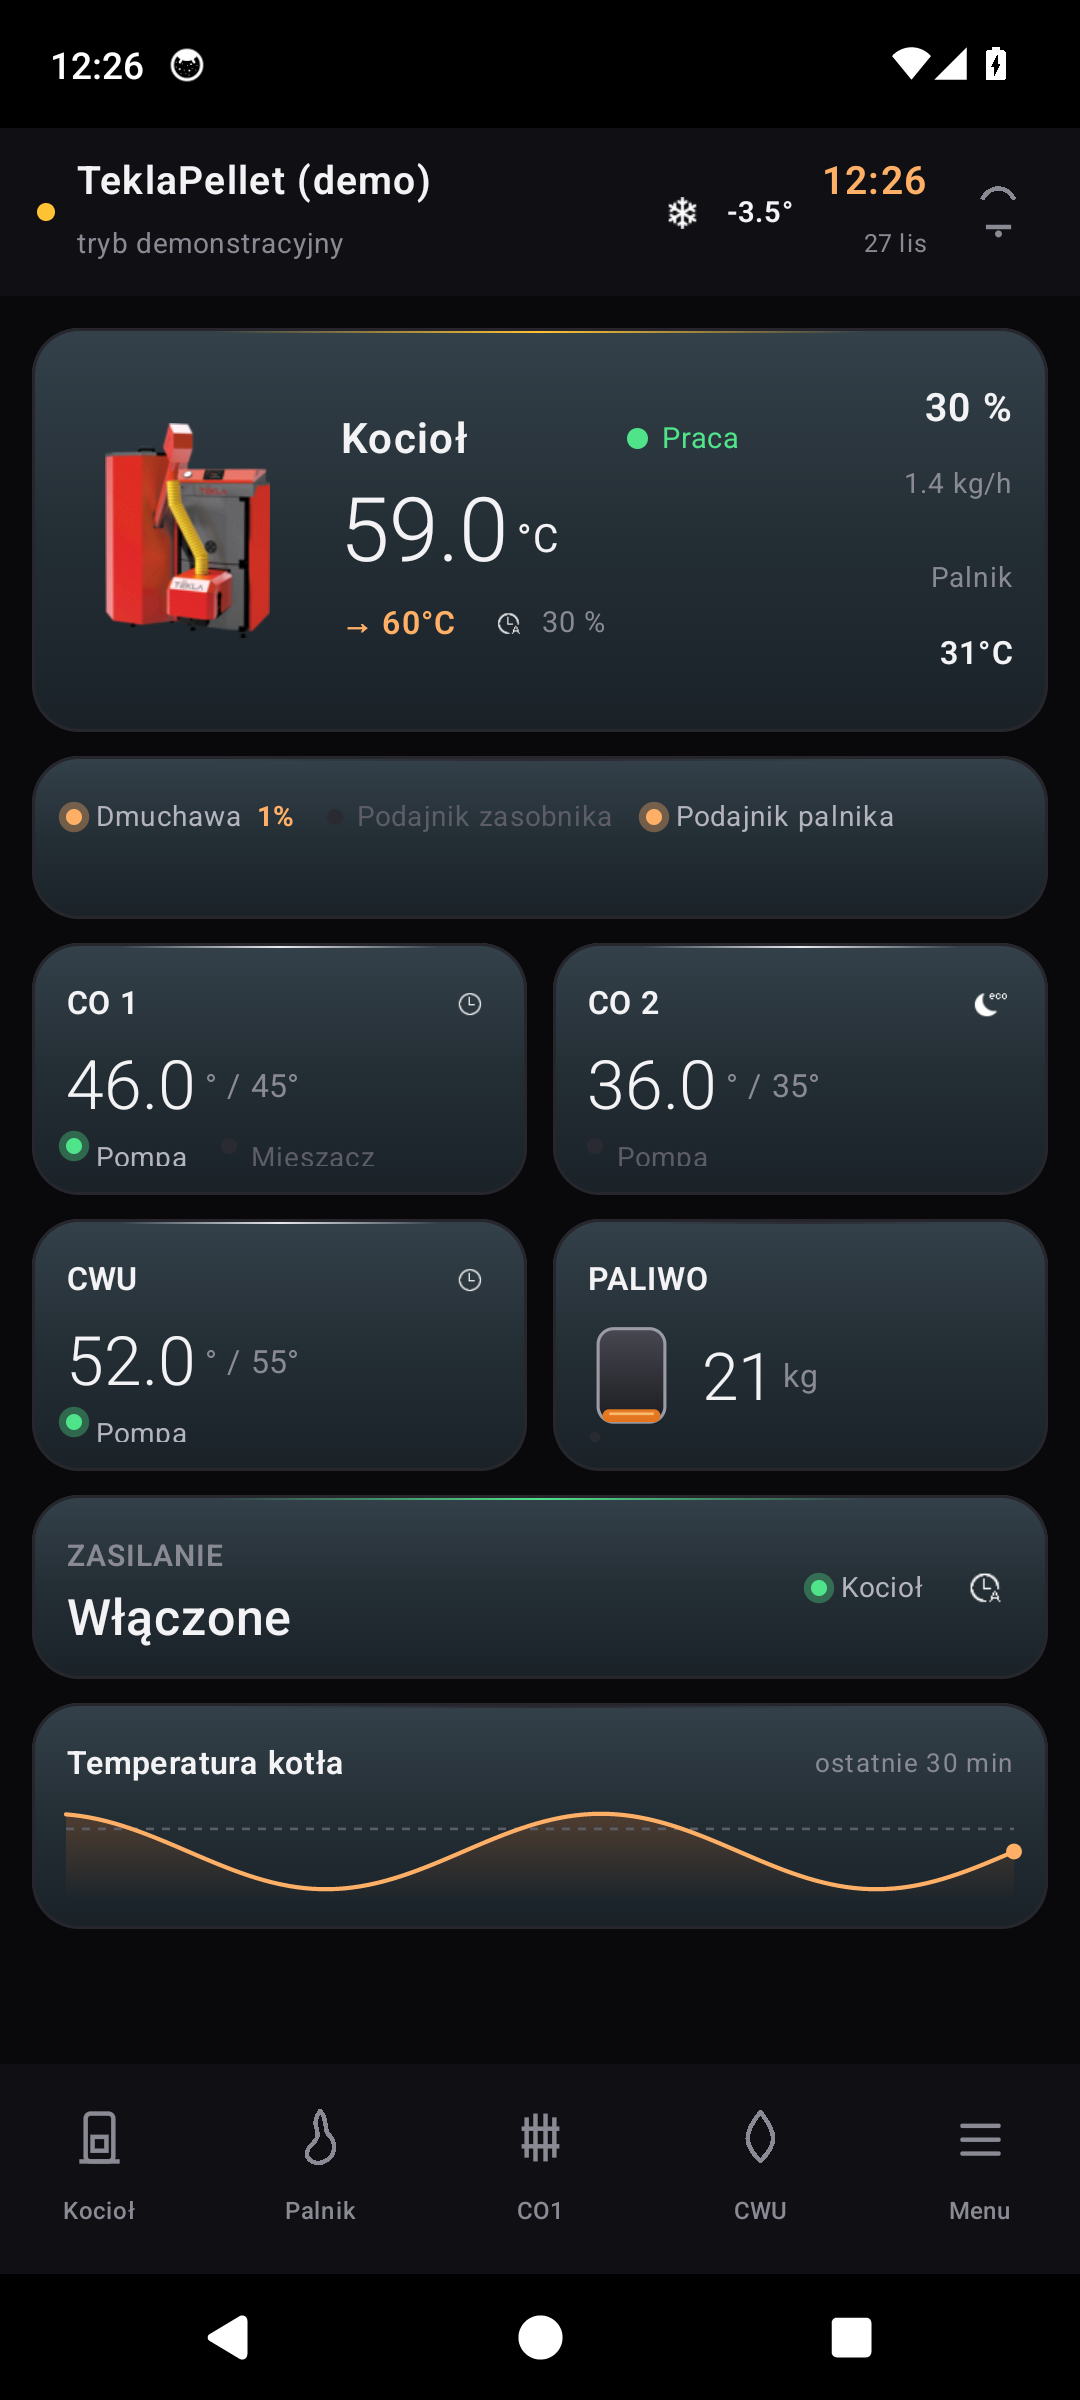 12:26
TeklaPellet (demo)
tryb demonstracyjny
-3.5°
12:26
27 lis
Kocioł
Praca
30 %
59.0 °C
1.4 kg/h
→ 60°C
A
30 %
Palnik
31°C
TEKLA
Dmuchawa 1%
Podajnik zasobnika
Podajnik palnika
CO 1
46.0 ° / 45°
Pompa
Mieszacz
CO 2
eco
36.0 ° / 35°
Pompa
CWU
52.0 ° / 55°
Pompa
PALIWO
21 kg
ZASILANIE
Włączone
Kocioł
A
Temperatura kotła
ostatnie 30 min
Kocioł
Palnik
CO1
CWU
Menu